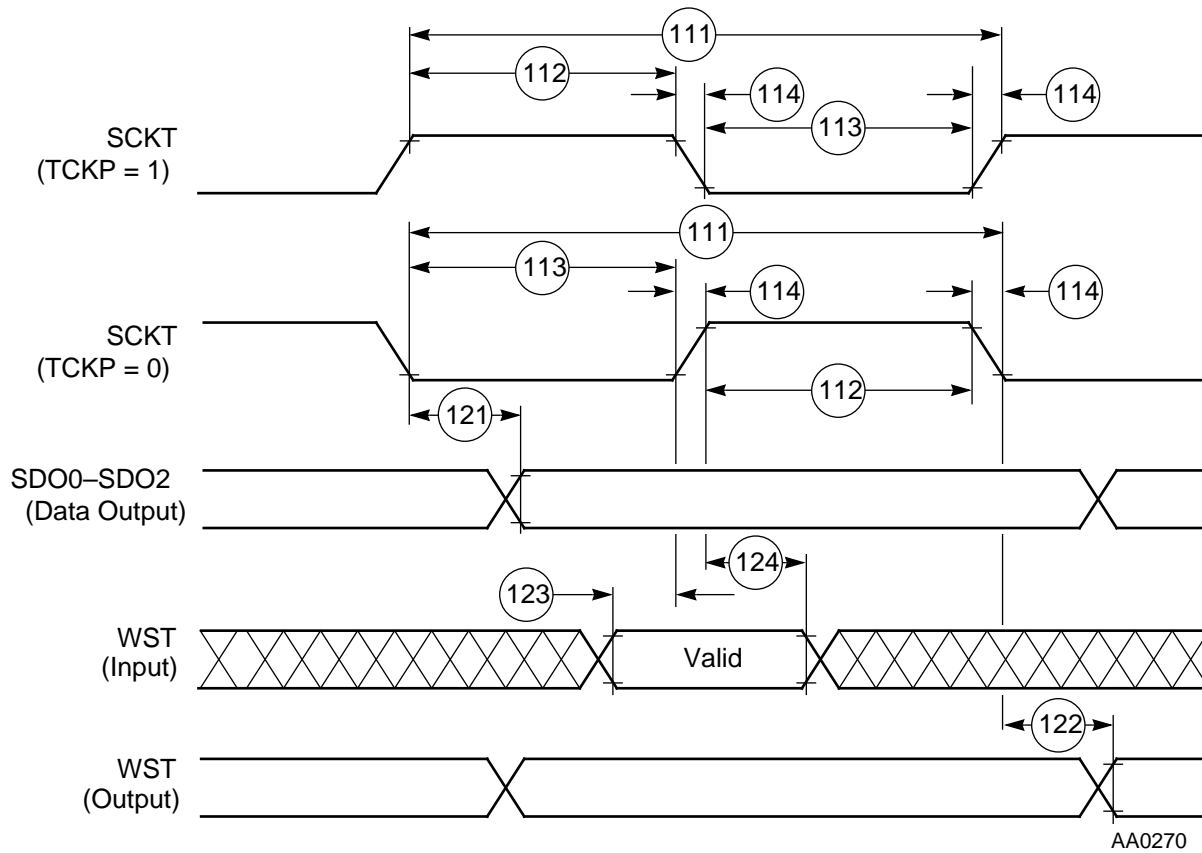 111
112
114
114
113
SCKT
(TCKP = 1)
111
113
114
114
SCKT
(TCKP = 0)
112
121
SDO0–SDO2
(Data Output)
124
123
WST
(Input)
Valid
122
WST
(Output)
AA0270